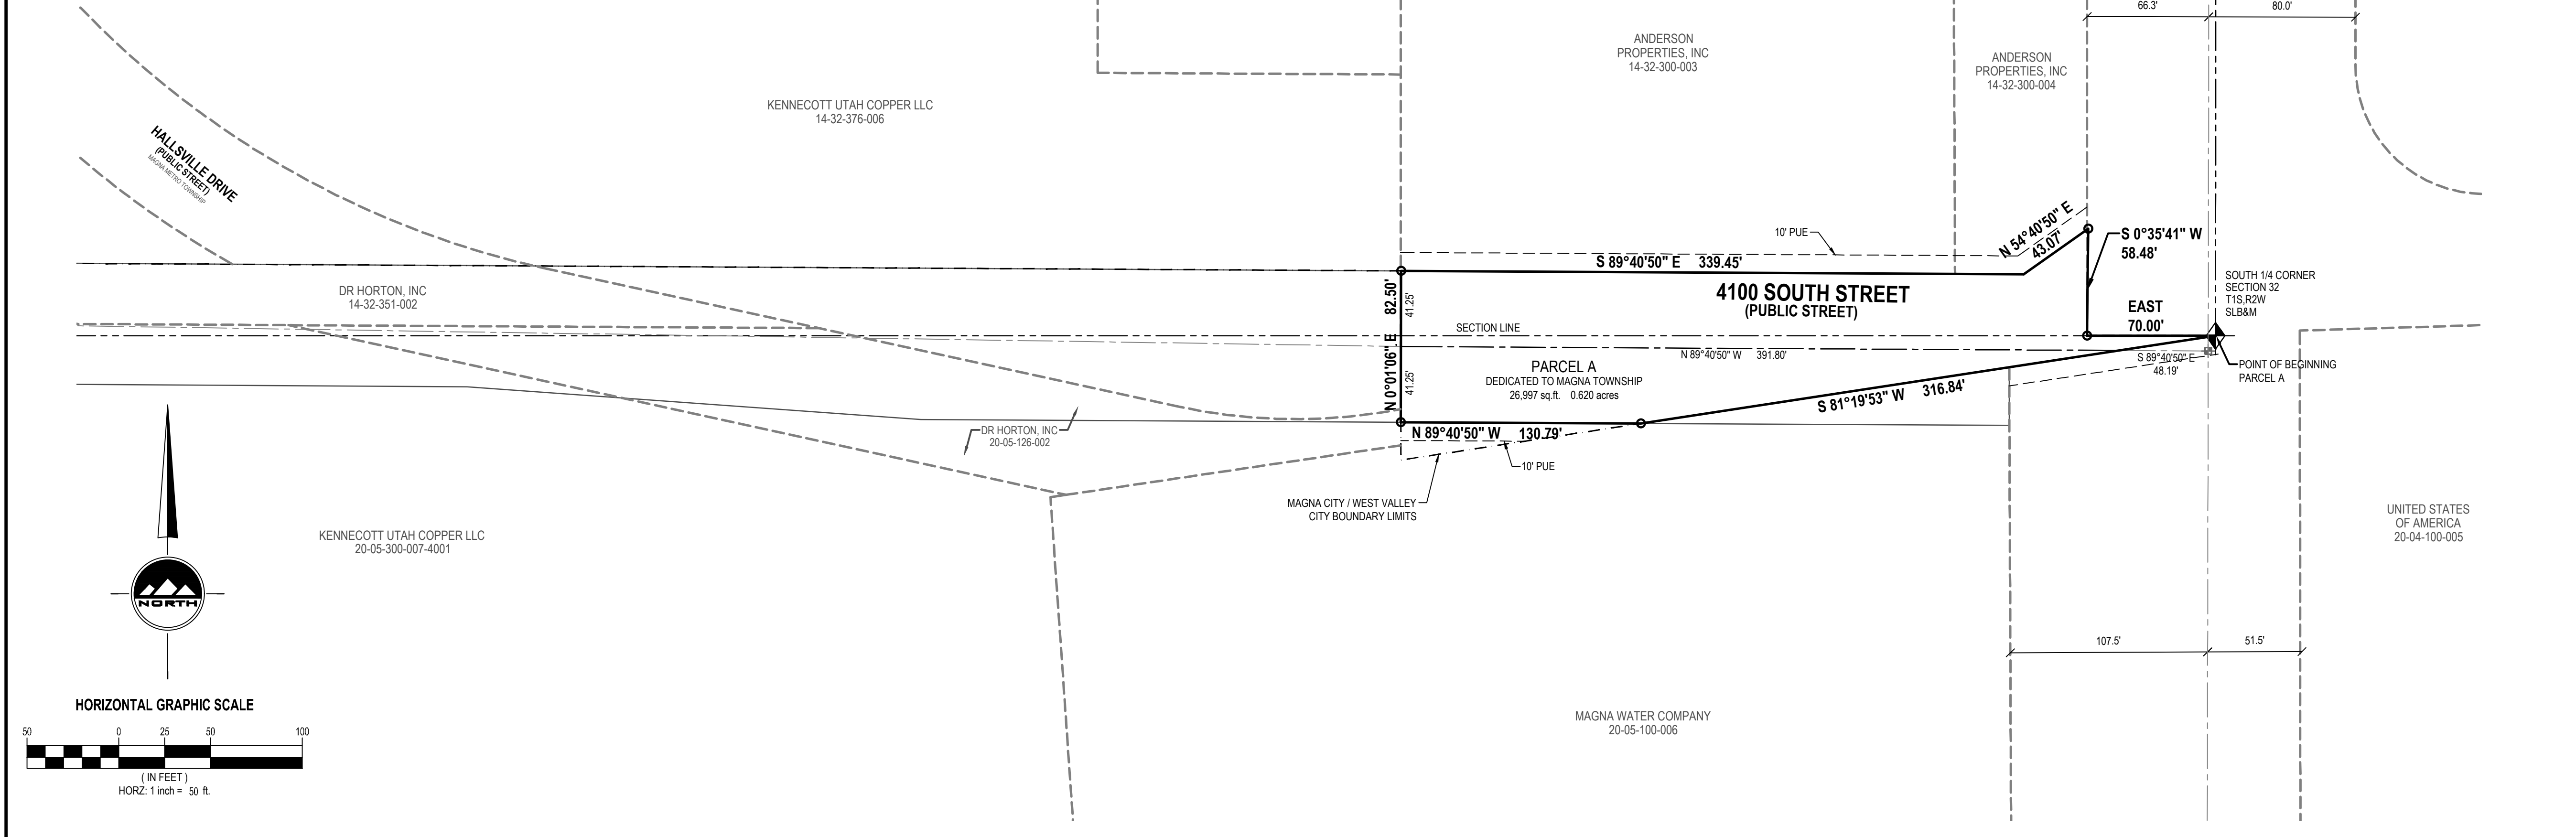 66.3'
80.0'
ANDERSON
PROPERTIES, INC
14-32-300-003
ANDERSON
PROPERTIES, INC
14-32-300-004
KENNECOTT UTAH COPPER LLC
14-32-376-006
HALLSVILLE DRIVE
(PUBLIC STREET)
MAGNA METRO TOWNSHIP
10' PUE
N 54°40'50" E
43.07'
S 0°35'41" W
58.48'
S 89°40'50" E 339.45'
4100 SOUTH STREET
(PUBLIC STREET)
EAST
70.00'
SOUTH 1/4 CORNER
SECTION 32
T1S,R2W
SLB&M
DR HORTON, INC
14-32-351-002
N 0°01'06" E 82.50'
41.25'
41.25'
SECTION LINE
N 89°40'50" W 391.80'
S 89°40'50" E
48.19'
POINT OF BEGINNING
PARCEL A
PARCEL A
DEDICATED TO MAGNA TOWNSHIP
26,997 sq.ft. 0.620 acres
S 81°19'53" W 316.84'
DR HORTON, INC
20-05-126-002
N 89°40'50" W 130.79'
10' PUE
MAGNA CITY / WEST VALLEY
CITY BOUNDARY LIMITS
KENNECOTT UTAH COPPER LLC
20-05-300-007-4001
UNITED STATES
OF AMERICA
20-04-100-005
NORTH
107.5'
51.5'
MAGNA WATER COMPANY
20-05-100-006
HORIZONTAL GRAPHIC SCALE
50 0 25 50 100
( IN FEET )
HORZ: 1 inch = 50 ft.